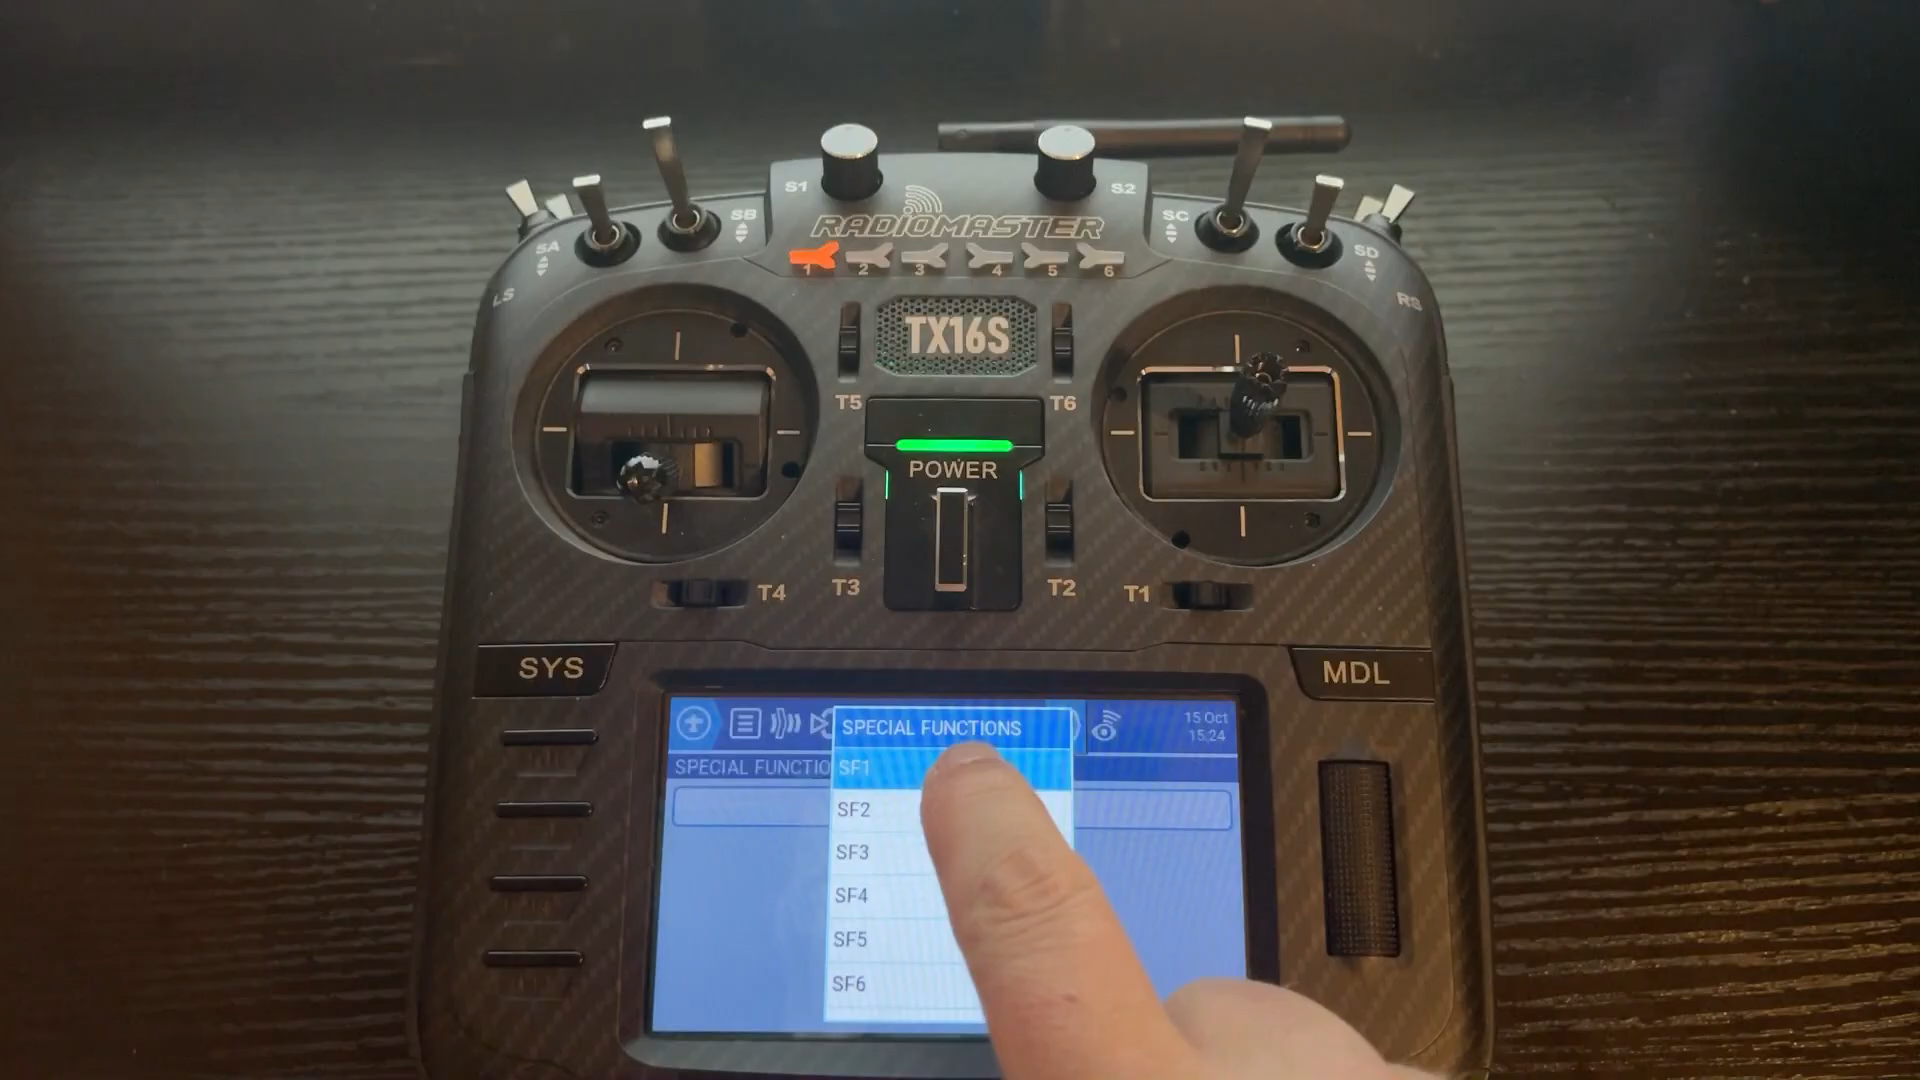 S1
S2
SB
SC
SA
SD
RADIOMASTER
LS
RS
1
2
3
4
5
6
TX16S
T5
T6
POWER
T4
T3
T2
T1
SYS
MDL
SPECIAL FUNCTIONS
15 Oct
15:24
SPECIAL FUNCTIO
SF1
SF2
SF3
SF4
SF5
SF6